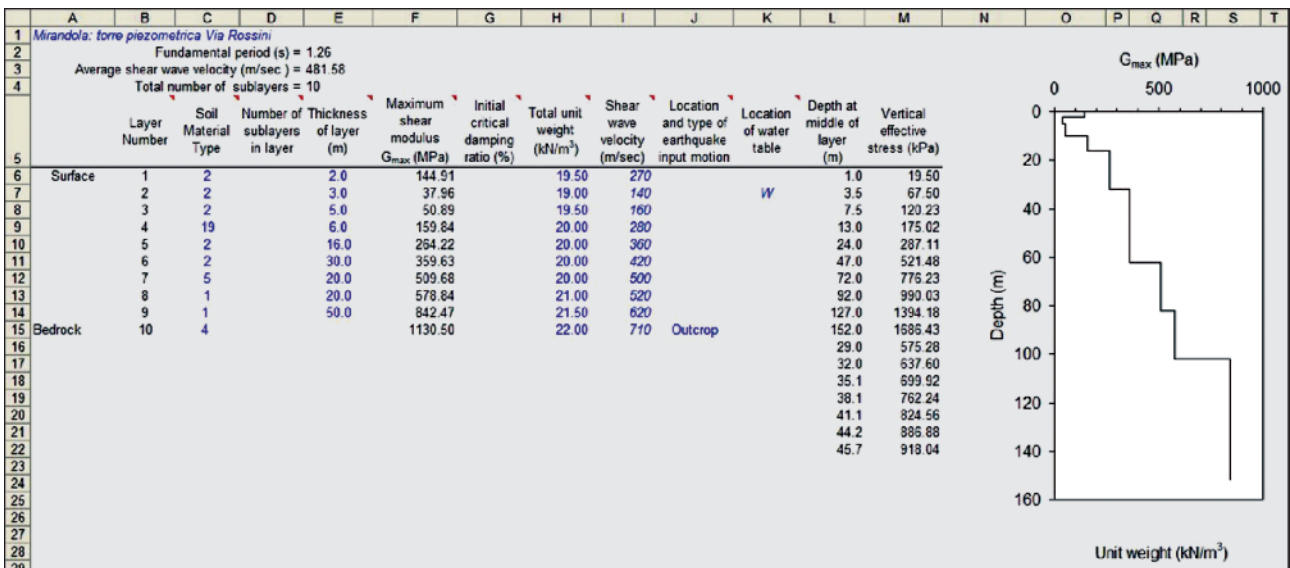 A B C D E F G H I J K L M N O P Q R S T
1 Mirandola: torre piezometrica Via Rossini
2 Fundamental period (s) = 1.26
3 Average shear wave velocity (m/sec ) = 481.58
4 Total number of sublayers = 10
5 Layer Number Soil Material Type Number of sublayers in layer Thickness of layer (m) Maximum shear modulus Gmax (MPa) Initial critical damping ratio (%) Total unit weight (kN/m³) Shear wave velocity (m/sec) Location and type of earthquake input motion Location of water table Depth at middle of layer (m) Vertical effective stress (kPa)
6 Surface 1 2 2.0 144.91 19.50 270 1.0 19.50
7 2 2 3.0 37.96 19.00 140 W 3.5 67.50
8 3 2 5.0 50.89 19.50 160 7.5 120.23
9 4 19 6.0 159.84 20.00 280 13.0 175.02
10 5 2 16.0 264.22 20.00 360 24.0 287.11
11 6 2 30.0 359.63 20.00 420 47.0 521.48
12 7 5 20.0 509.68 20.00 500 72.0 776.23
13 8 1 20.0 578.84 21.00 520 92.0 990.03
14 9 1 50.0 842.47 21.50 620 127.0 1394.18
15 Bedrock 10 4 1130.50 22.00 710 Outcrop 152.0 1686.43
16 29.0 575.28
17 32.0 637.60
18 35.1 699.92
19 38.1 762.24
20 41.1 824.56
21 44.2 886.88
22 45.7 918.04
23
24
25
26
27
28
29
Gmax (MPa)
0 500 1000
0
20
40
60
80
100
120
140
160
Depth (m)
Unit weight (kN/m³)